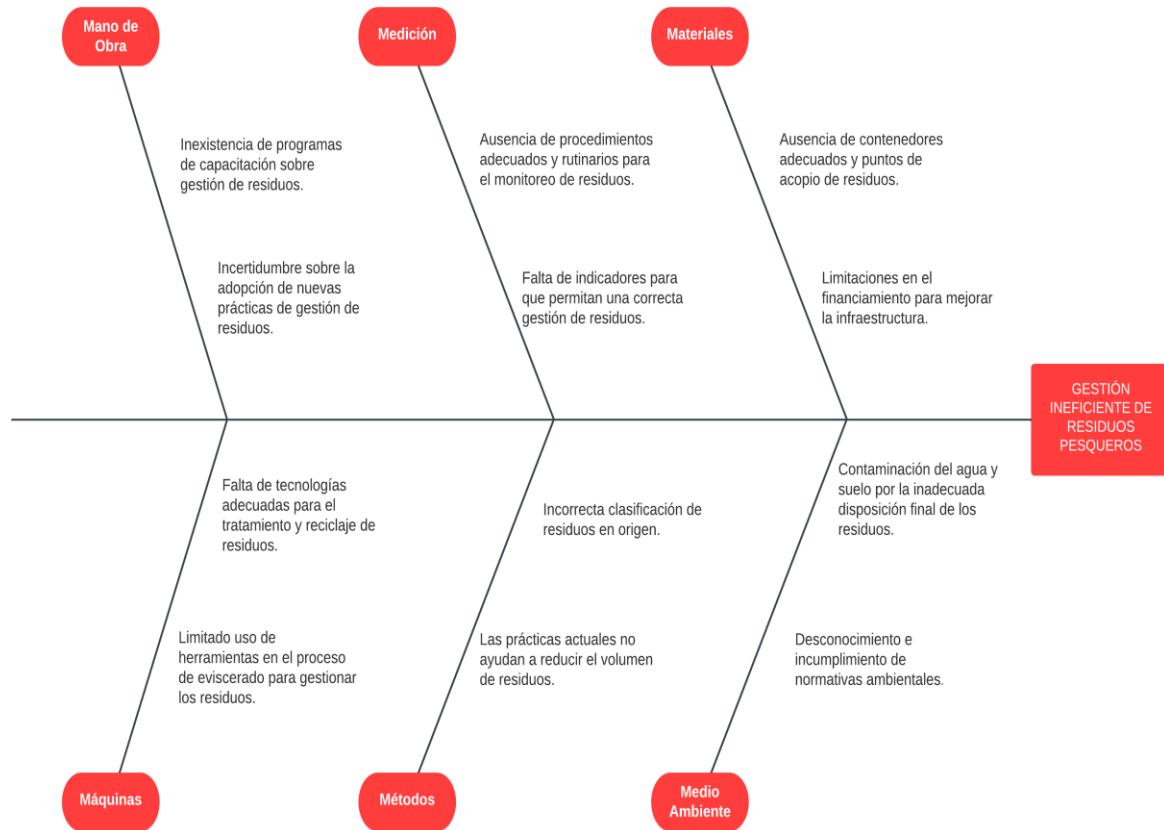 Mano de
Obra
Medición
Materiales
Inexistencia de programas
de capacitación sobre
gestión de residuos.
Ausencia de procedimientos
adecuados y rutinarios para
el monitoreo de residuos.
Ausencia de contenedores
adecuados y puntos de
acopio de residuos.
Incertidumbre sobre la
adopción de nuevas
prácticas de gestión de
residuos.
Falta de indicadores para
que permitan una correcta
gestión de residuos.
Limitaciones en el
financiamiento para mejorar
la infraestructura.
GESTIÓN
INEFICIENTE DE
RESIDUOS
PESQUEROS
Falta de tecnologías
adecuadas para el
tratamiento y reciclaje de
residuos.
Incorrecta clasificación de
residuos en origen.
Contaminación del agua y
suelo por la inadecuada
disposición final de los
residuos.
Limitado uso de
herramientas en el proceso
de eviscerado para gestionar
los residuos.
Las prácticas actuales no
ayudan a reducir el volumen
de residuos.
Desconocimiento e
incumplimiento de
normativas ambientales.
Máquinas
Métodos
Medio
Ambiente